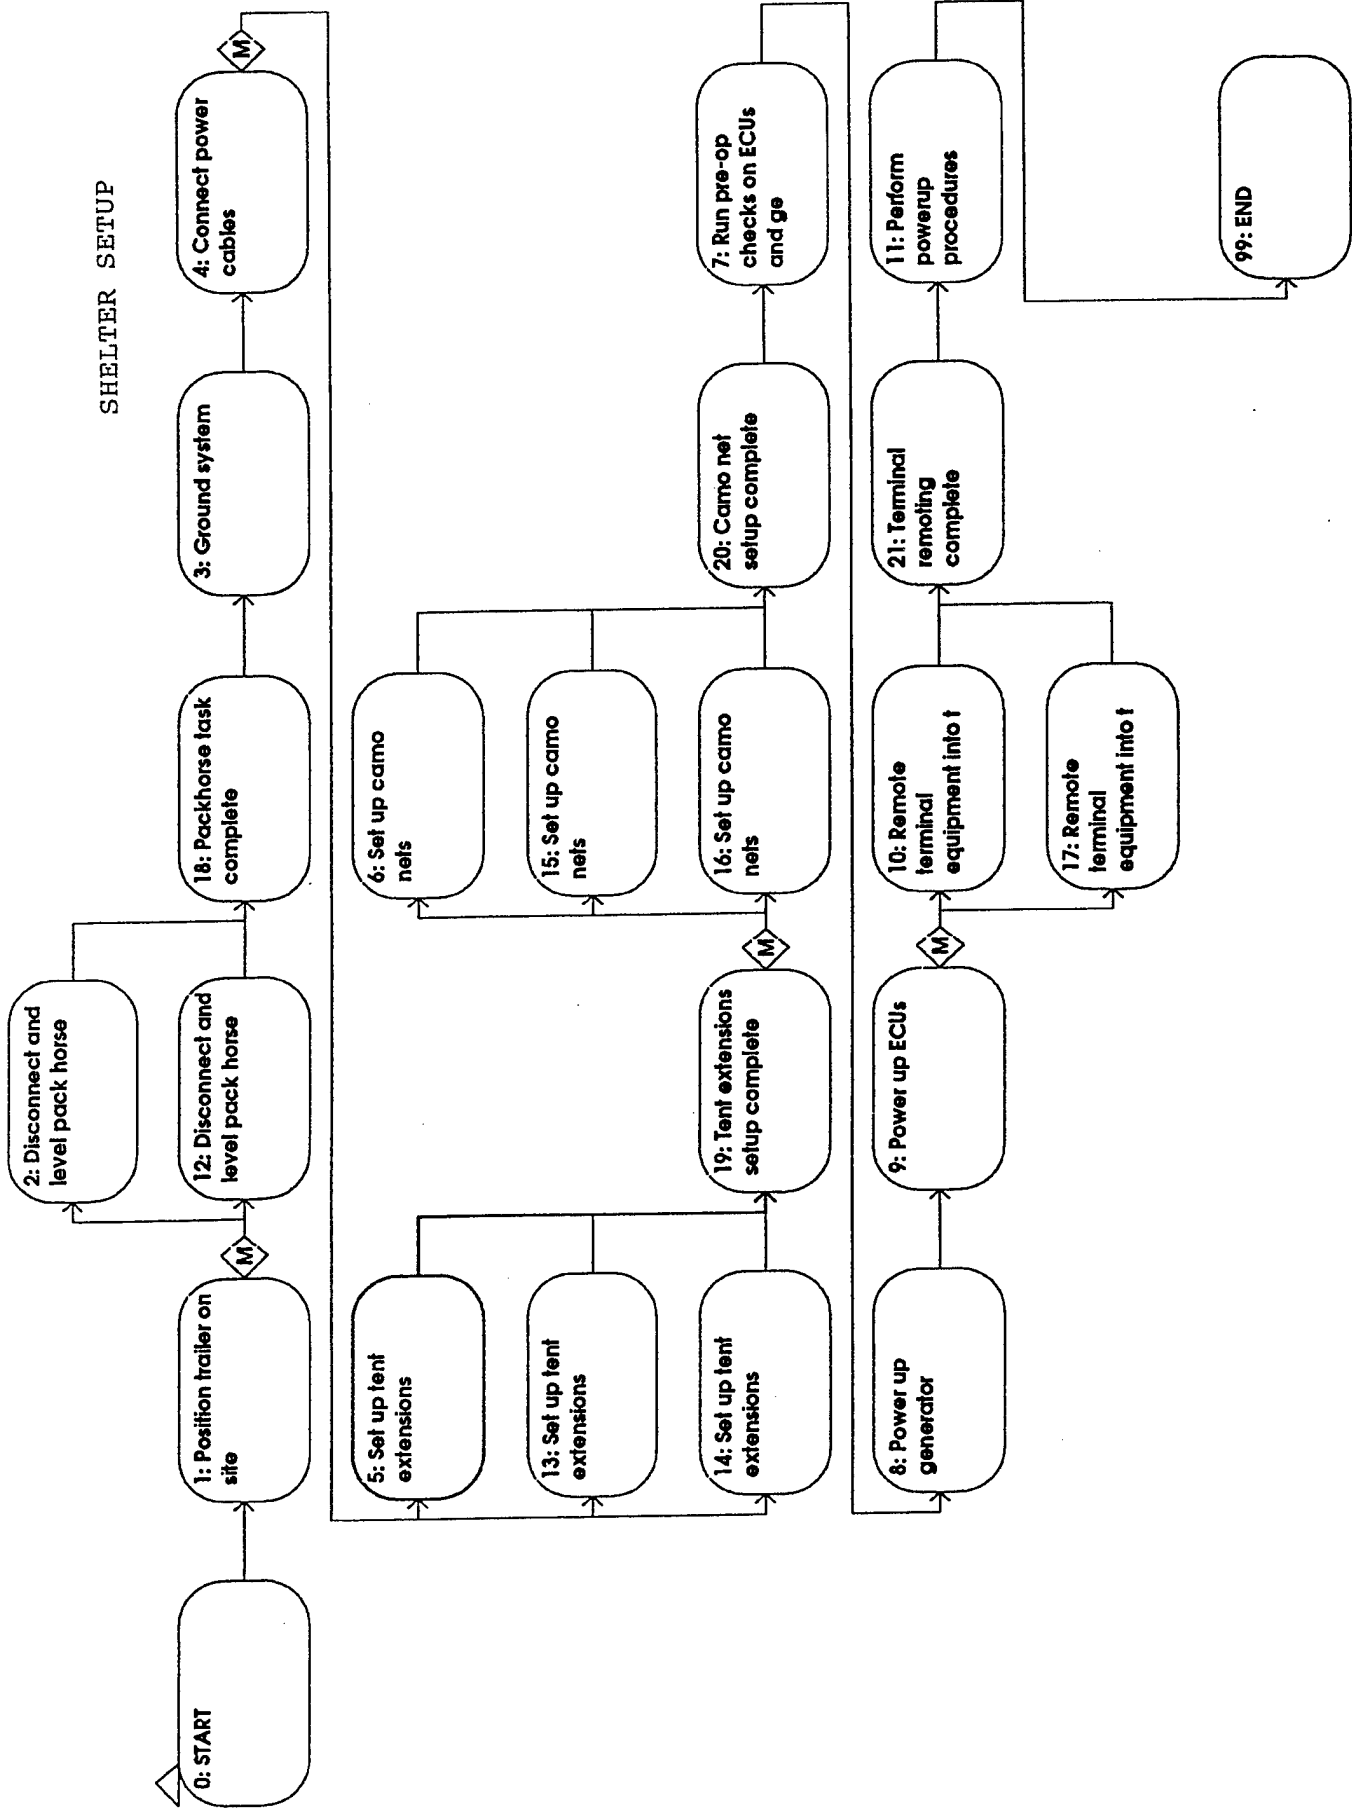 SHELTER SETUP
2: Disconnect and
level pack horse
0: START
1: Position trailer on
site
M
12: Disconnect and
level pack horse
18: Packhorse task
complete
3: Ground system
4: Connect power
cables
M
5: Set up tent
extensions
6: Set up camo
nets
13: Set up tent
extensions
15: Set up camo
nets
14: Set up tent
extensions
19: Tent extensions
setup complete
M
16: Set up camo
nets
20: Camo net
setup complete
7: Run pre-op
checks on ECUs
and ge
8: Power up
generator
9: Power up ECUs
M
10: Remote
terminal
equipment into t
21: Terminal
remoting
complete
11: Perform
powerup
procedures
17: Remote
terminal
equipment into t
99: END